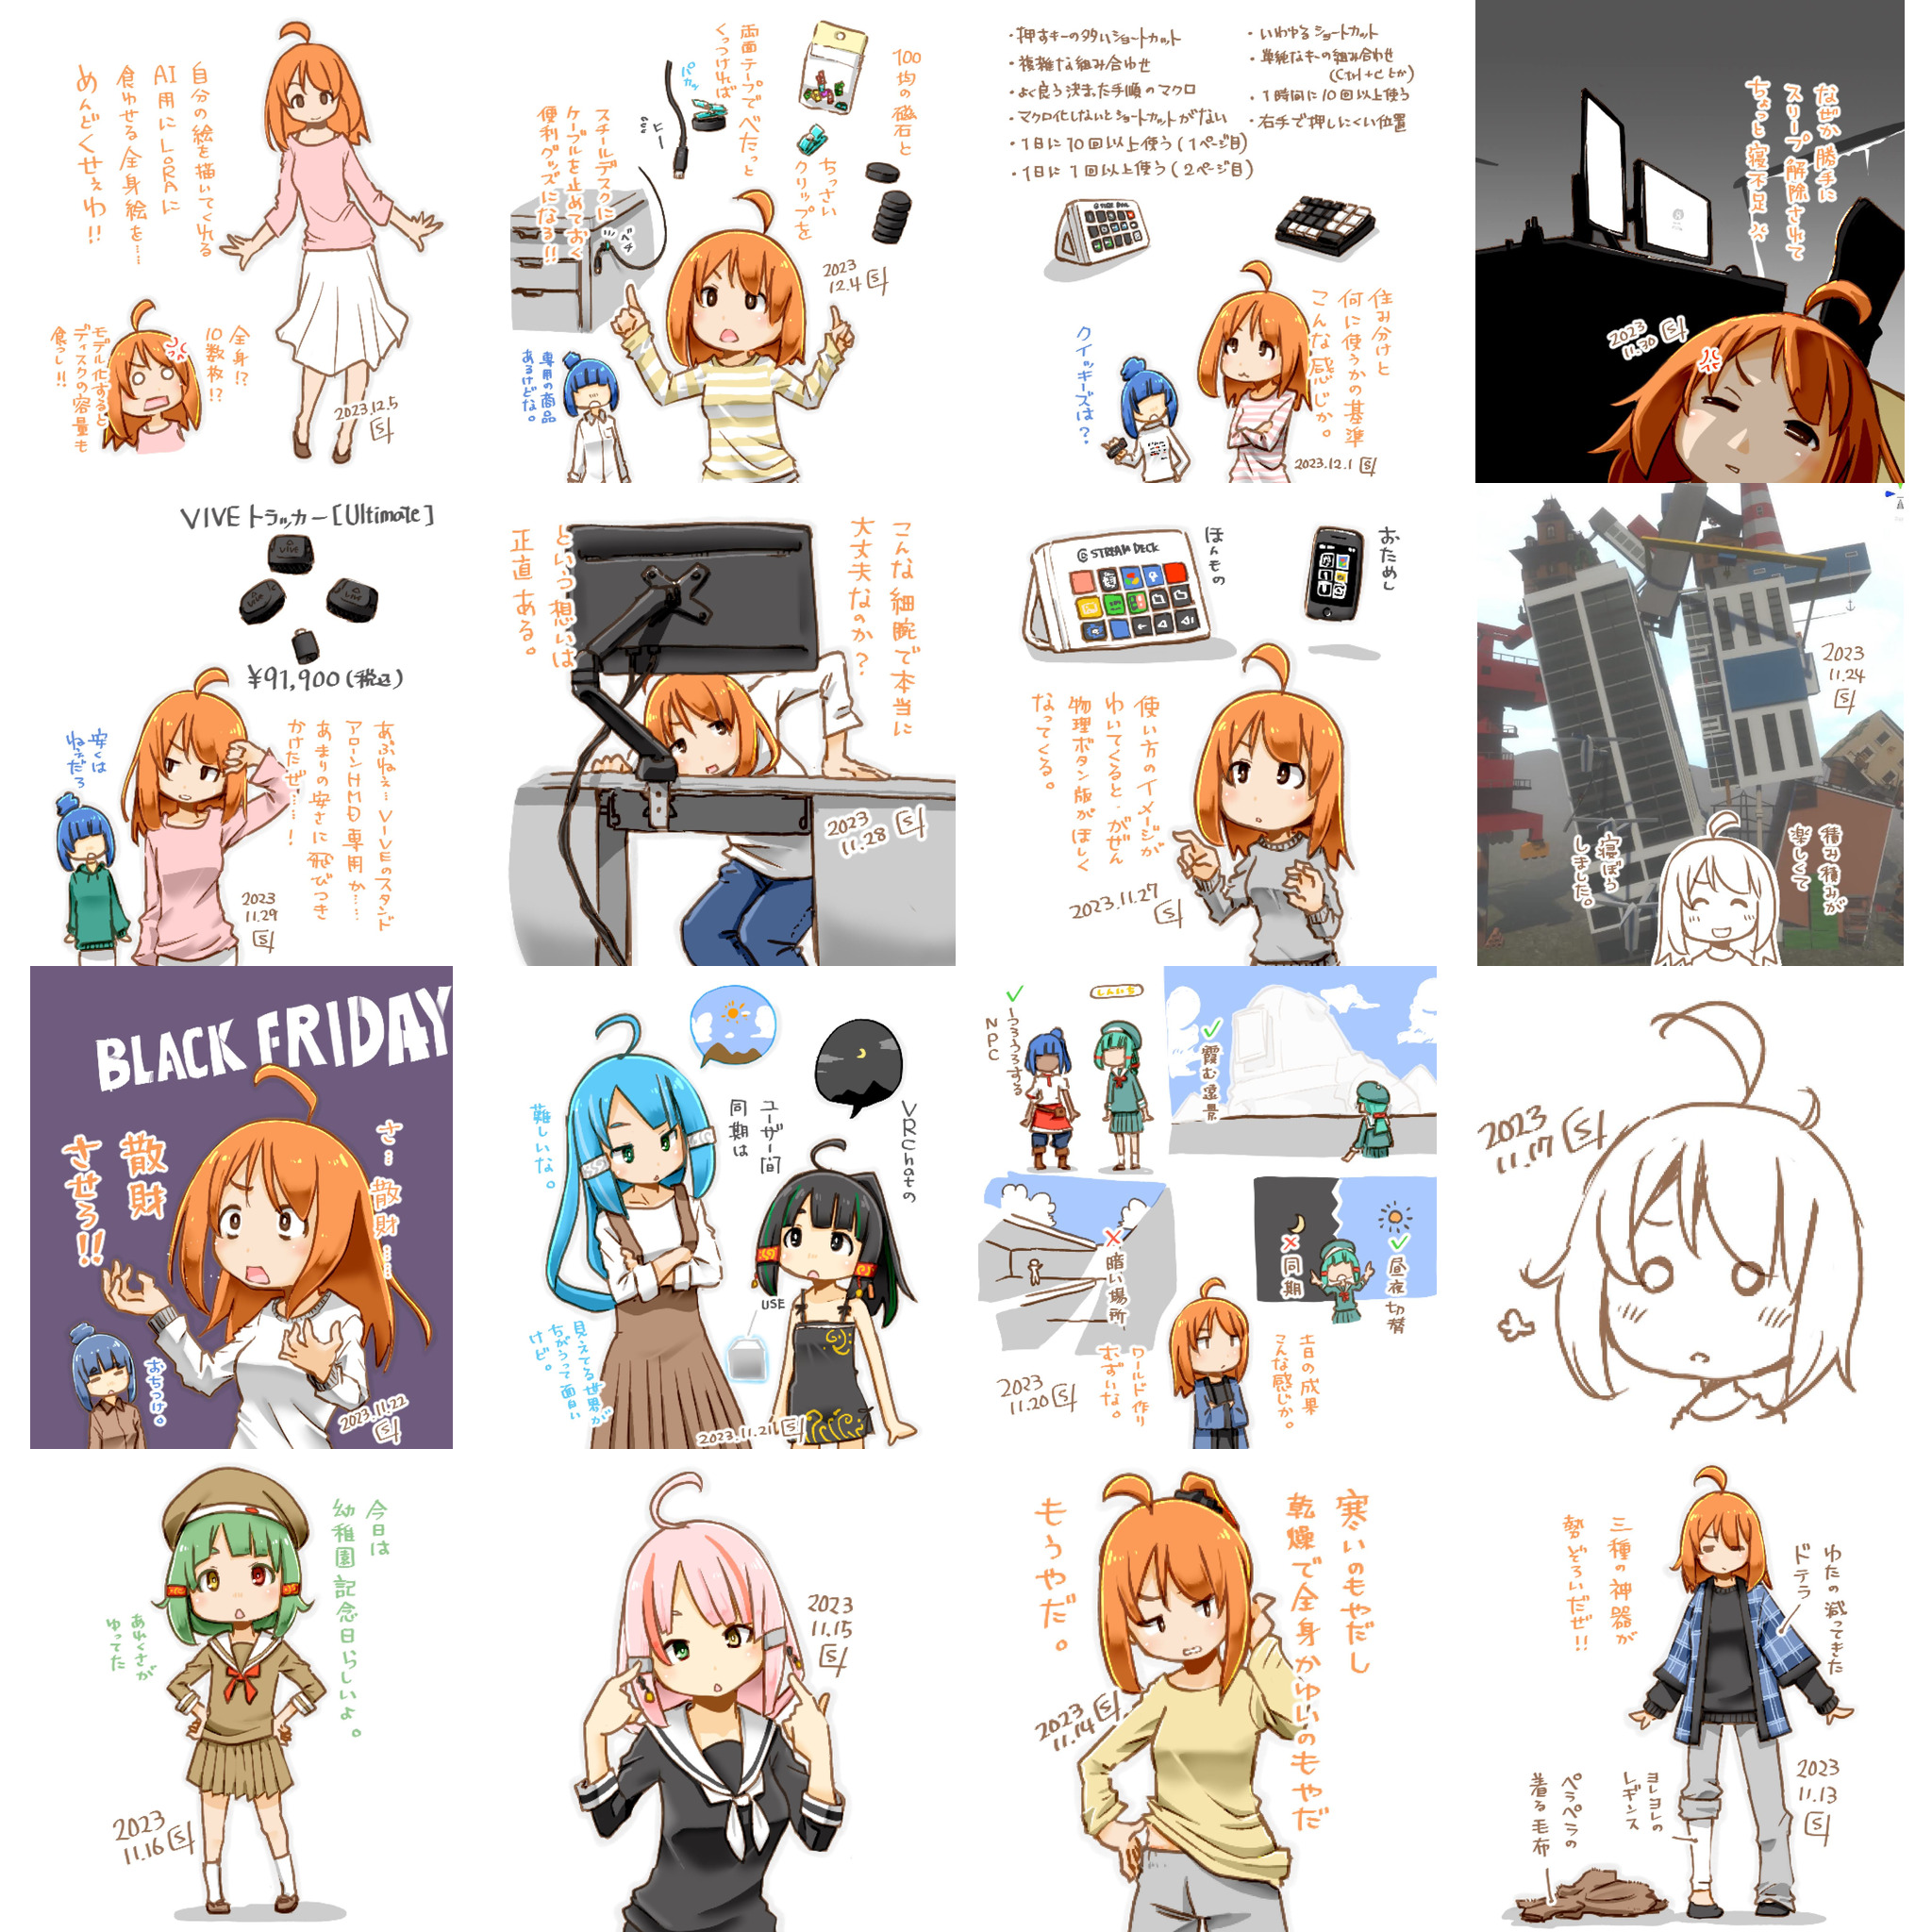 自分の絵を描いてくれる
AI用にLoRAに
食わせる全身絵を……
めんどくせぇわ!!
全身!?
10数枚!?
モデル化すると
ディスクの容量も
食うし!!
2023.12.5
100均の磁石と
ちっさい
クリップを
両面テープでべたっと
くっつければ
パカッ
スチールデスクに
ケーブルを止めておく
便利グッズになる!!
ベチ
専用の商品
あるけどな。
2023
12.4
・押すキーの多いショートカット
・複雑な組み合わせ
・よく良う決まった手順のマクロ
・マクロ化しないとショートカットがない
・1日に10回以上使う(1ページ目)
・1日に1回以上使う(2ページ目)
・いわゆるショートカット
・単純なキーの組み合わせ
(Ctrl+Cとか)
・1時間に10回以上使う
・右手で押しにくい位置
住み分けと
何に使うかの基準
こんな感じか。
クイッキーズは?
2023.12.1
なぜか勝手に
スリープ解除されて
ちょっと寝不足
2023
11.30
VIVEトラッカー[Ultimate]
VIVE
VIVE
VIVE
¥91,900(税込)
あぶねぇ…VIVEのスタンド
アローンHMD専用か……
あまりの安さに飛びつき
かけたぜ……!
安くは
ねぇだろ
2023
11.29
こんな細腕で本当に
大丈夫なのか?
といつ想いは
正直ある。
2023
11.28
おためし
ほんもの
STREAM DECK
使い方のイメージが
わいてくると、がぜん
物理ボタン版がほしく
なってくる。
2023.11.27
2023
11.24
積み積みが
楽しくて
寝ぼう
しました。
BLACK FRIDAY
さ…散財……
散財
させろ!!
おちつけ。
2023.11.22
VRChatの
ユーザー間
同期は
難しいな。
USE
見えてる世界が
ちがうって面白い
けど。
2023.11.21
しんにち
うろうろする
NPC
霞む遠景
暗い場所
同期
昼夜切替
土日の成果
こんな感じか。
ワールド作り
むずいな。
2023
11.20
2023
11.17
今日は
幼稚園記念日らしいよ。
あれくさが
ゆってた
2023
11.16
2023
11.15
寒いのもやだし
乾燥で全身かゆいのもやだ
もうやだ。
2023
11.14
三種の神器が
勢ぞろいだぜ!!
わたの減ってきた
ドテラ
ヨレヨレの
レギンス
ペラペラの
着る毛布
2023
11.13